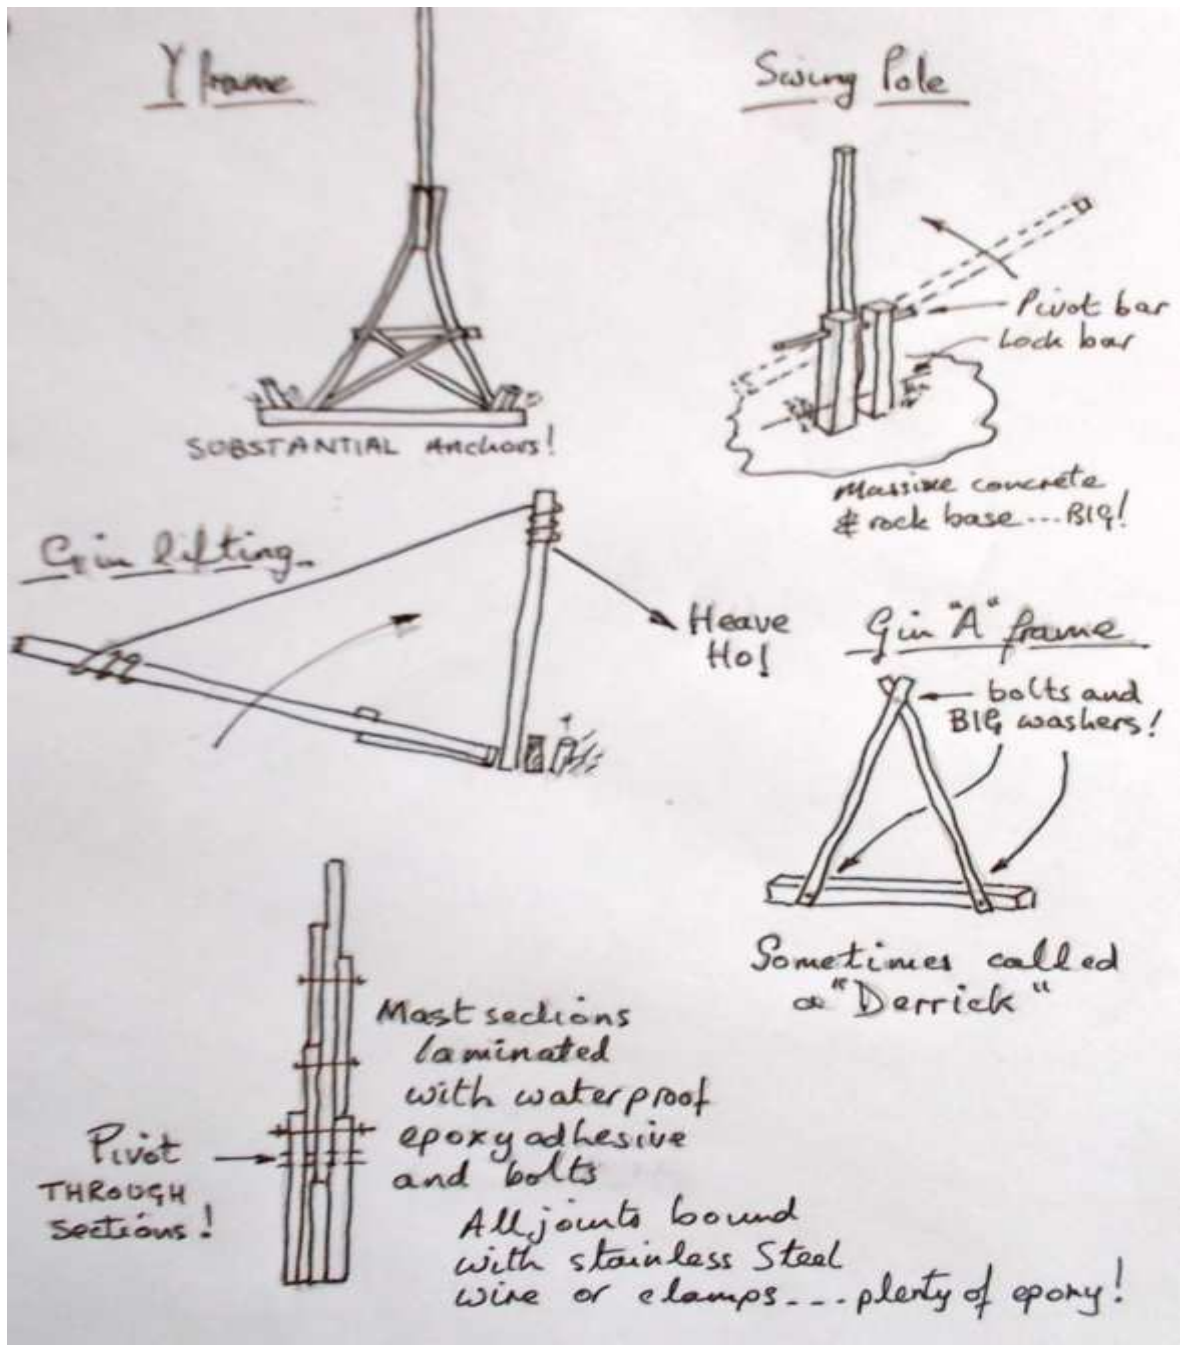 Y frame
Swing Pole
Pivot bar
Lock bar
SUBSTANTIAL Anchors!
Massive concrete
& rock base...BIG!
Gin lifting
Heave
Ho!
Gin "A" frame
bolts and
BIG washers!
Sometimes called
a "Derrick"
Mast sections
laminated
with waterproof
epoxy adhesive
and bolts
Pivot
THROUGH
sections!
All joints bound
with stainless Steel
wire or clamps....plenty of epoxy!